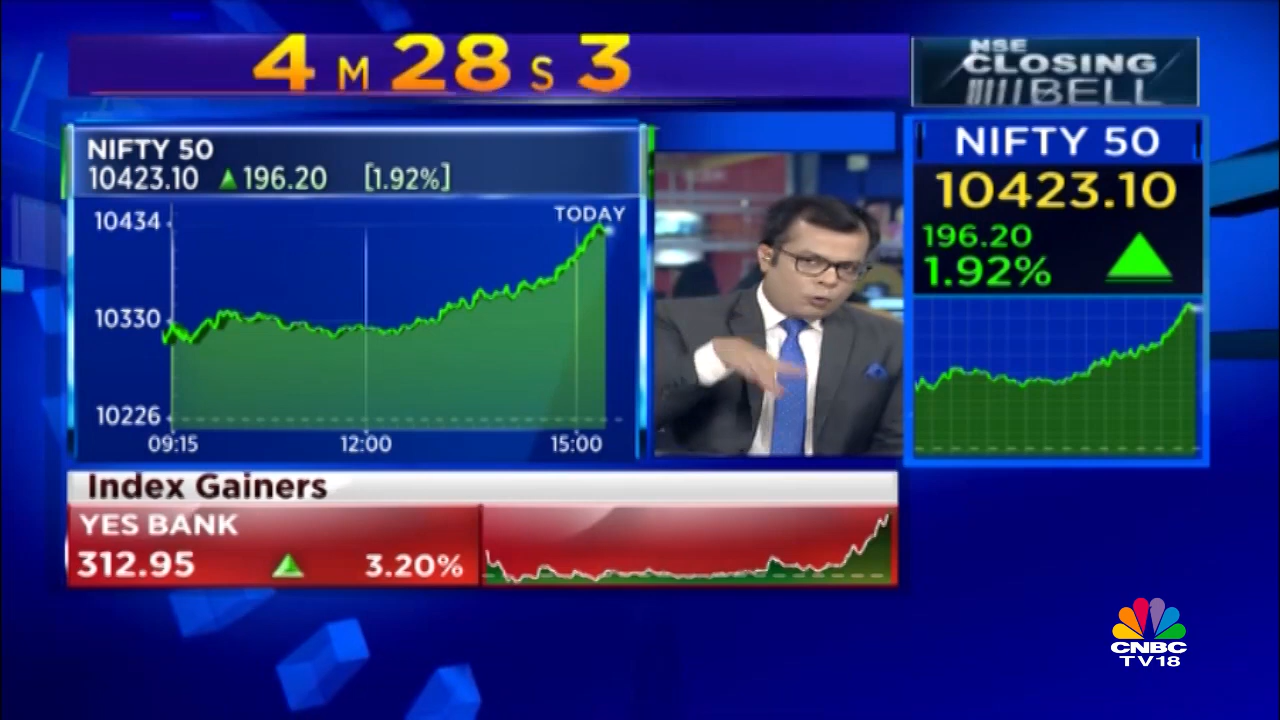 4 M 28 S 3
NSE
CLOSING
BELL
NIFTY 50
10423.10 ▲196.20 [1.92%]
10434
TODAY
10330
10226
09:15 12:00 15:00
NIFTY 50
10423.10
196.20
1.92%
Index Gainers
YES BANK
312.95 ▲ 3.20%
CNBC
TV18